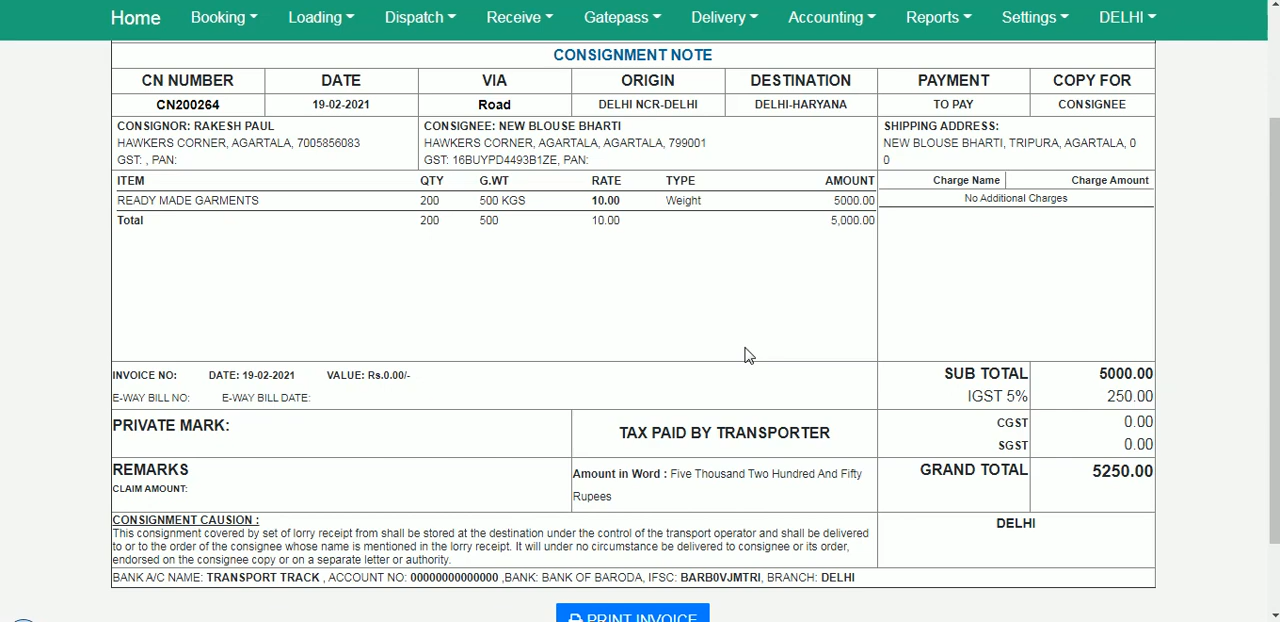 Home Booking Loading Dispatch Receive Gatepass Delivery Accounting Reports Settings DELHI
CONSIGNMENT NOTE
CN NUMBER DATE VIA ORIGIN DESTINATION PAYMENT COPY FOR
CN200264 19-02-2021 Road DELHI NCR-DELHI DELHI-HARYANA TO PAY CONSIGNEE
CONSIGNOR: RAKESH PAUL
HAWKERS CORNER, AGARTALA, 7005856083
GST: , PAN:
CONSIGNEE: NEW BLOUSE BHARTI
HAWKERS CORNER, AGARTALA, AGARTALA, 799001
GST: 16BUYPD4493B1ZE, PAN:
SHIPPING ADDRESS:
NEW BLOUSE BHARTI, TRIPURA, AGARTALA, 0
0
ITEM QTY G.WT RATE TYPE AMOUNT
READY MADE GARMENTS 200 500 KGS 10.00 Weight 5000.00
Total 200 500 10.00 5,000.00
Charge Name Charge Amount
No Additional Charges
INVOICE NO: DATE: 19-02-2021 VALUE: Rs.0.00/-
E-WAY BILL NO: E-WAY BILL DATE:
SUB TOTAL 5000.00
IGST 5% 250.00
PRIVATE MARK:
TAX PAID BY TRANSPORTER
CGST 0.00
SGST 0.00
REMARKS
CLAIM AMOUNT:
Amount in Word : Five Thousand Two Hundred And Fifty
Rupees
GRAND TOTAL 5250.00
CONSIGNMENT CAUSION :
This consignment covered by set of lorry receipt from shall be stored at the destination under the control of the transport operator and shall be delivered
to or to the order of the consignee whose name is mentioned in the lorry receipt. It will under no circumstance be delivered to consignee or its order,
endorsed on the consignee copy or on a separate letter or authority.
DELHI
BANK A/C NAME: TRANSPORT TRACK , ACCOUNT NO: 00000000000000 ,BANK: BANK OF BARODA, IFSC: BARB0VJMTRI, BRANCH: DELHI
PRINT INVOICE